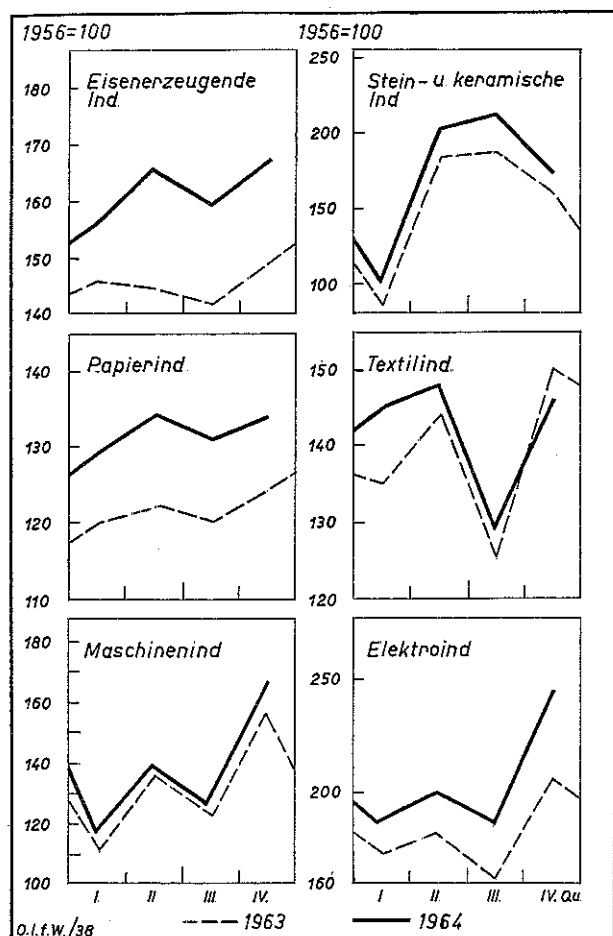 1956=100
1956=100
Eisenerzeugende
Ind.
180
170
160
150
140
Stein- u. keramische
Ind
250
200
150
100
Papierind.
140
130
120
110
Textilind.
150
140
130
120
Maschinenind
180
160
140
120
100
Elektroind
250
200
160
I. II III. IV.
I II. III. IV. Qu.
Ö.I.f.W./38
1963
1964